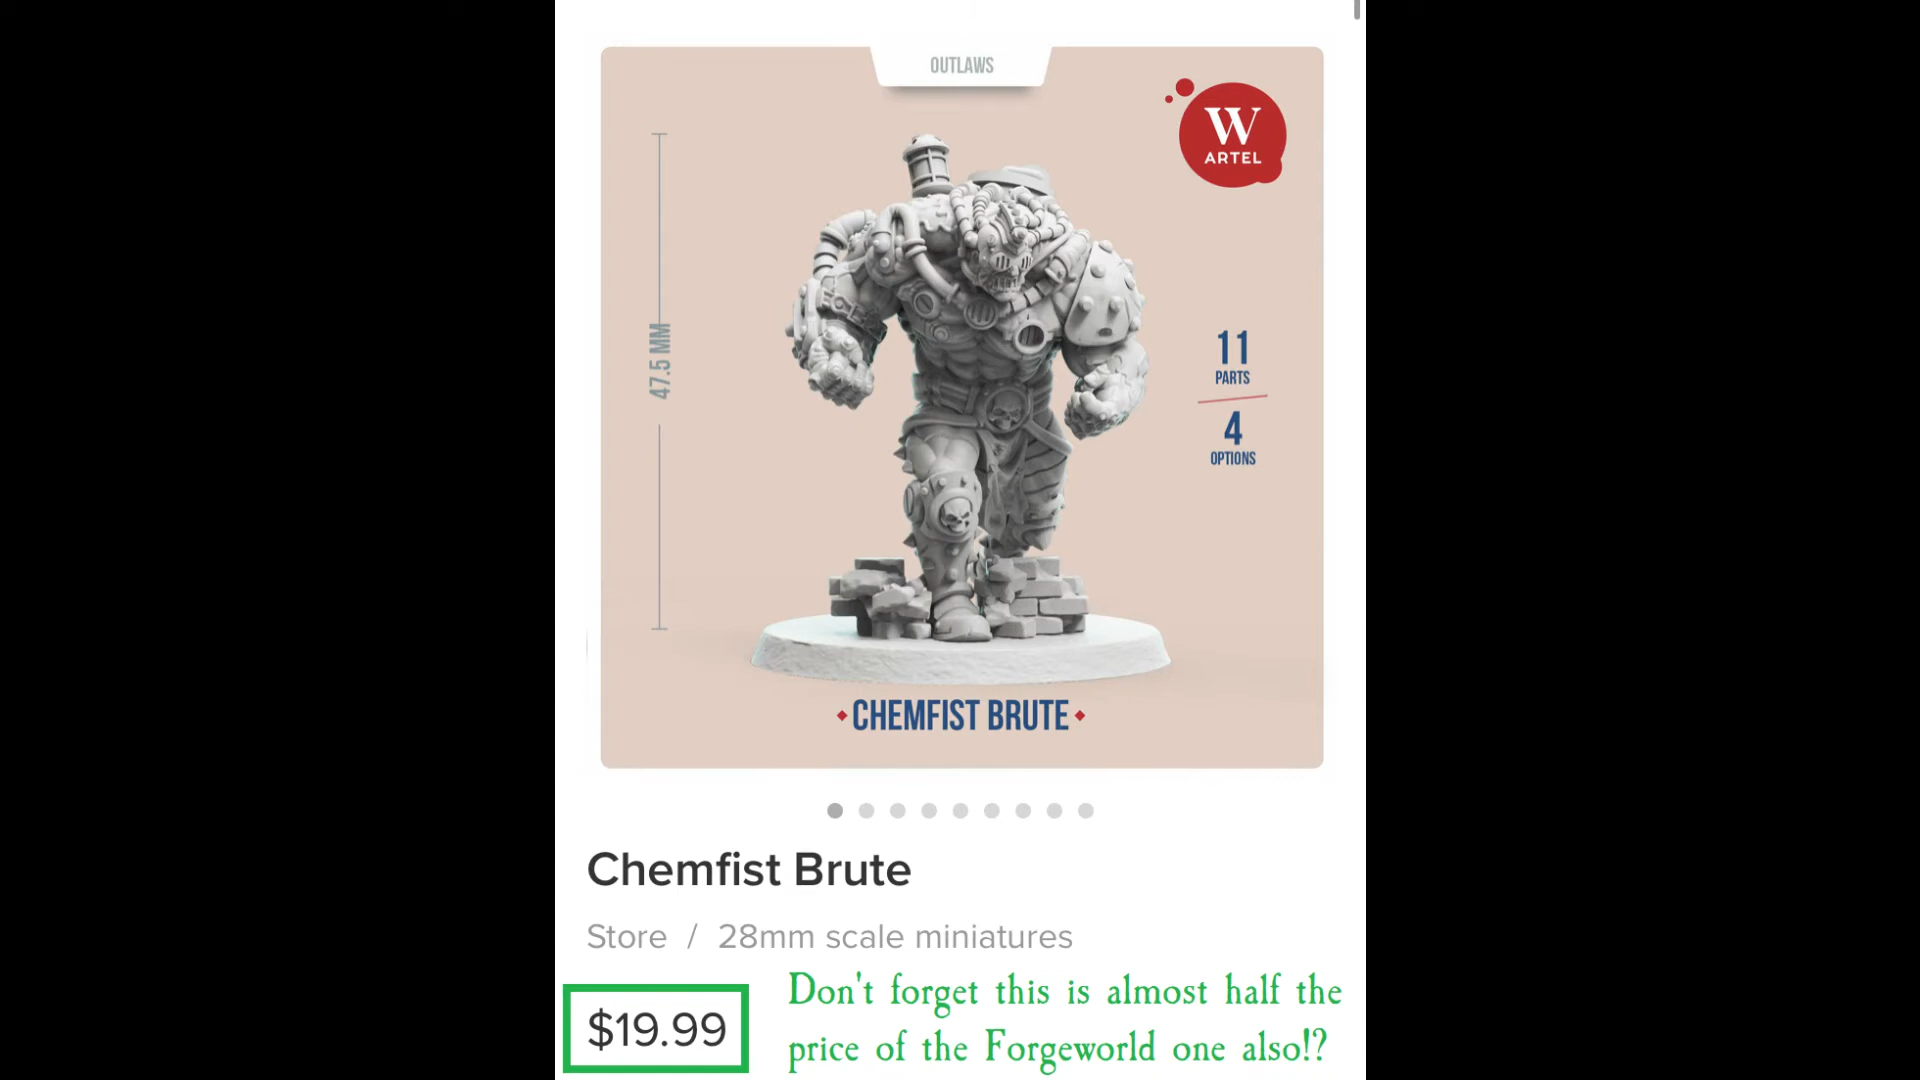 OUTLAWS
W
ARTEL
47.5 MM
11
PARTS
4
OPTIONS
CHEMFIST BRUTE
Chemfist Brute
Store / 28mm scale miniatures
$19.99
Don't forget this is almost half the
price of the Forgeworld one also!?